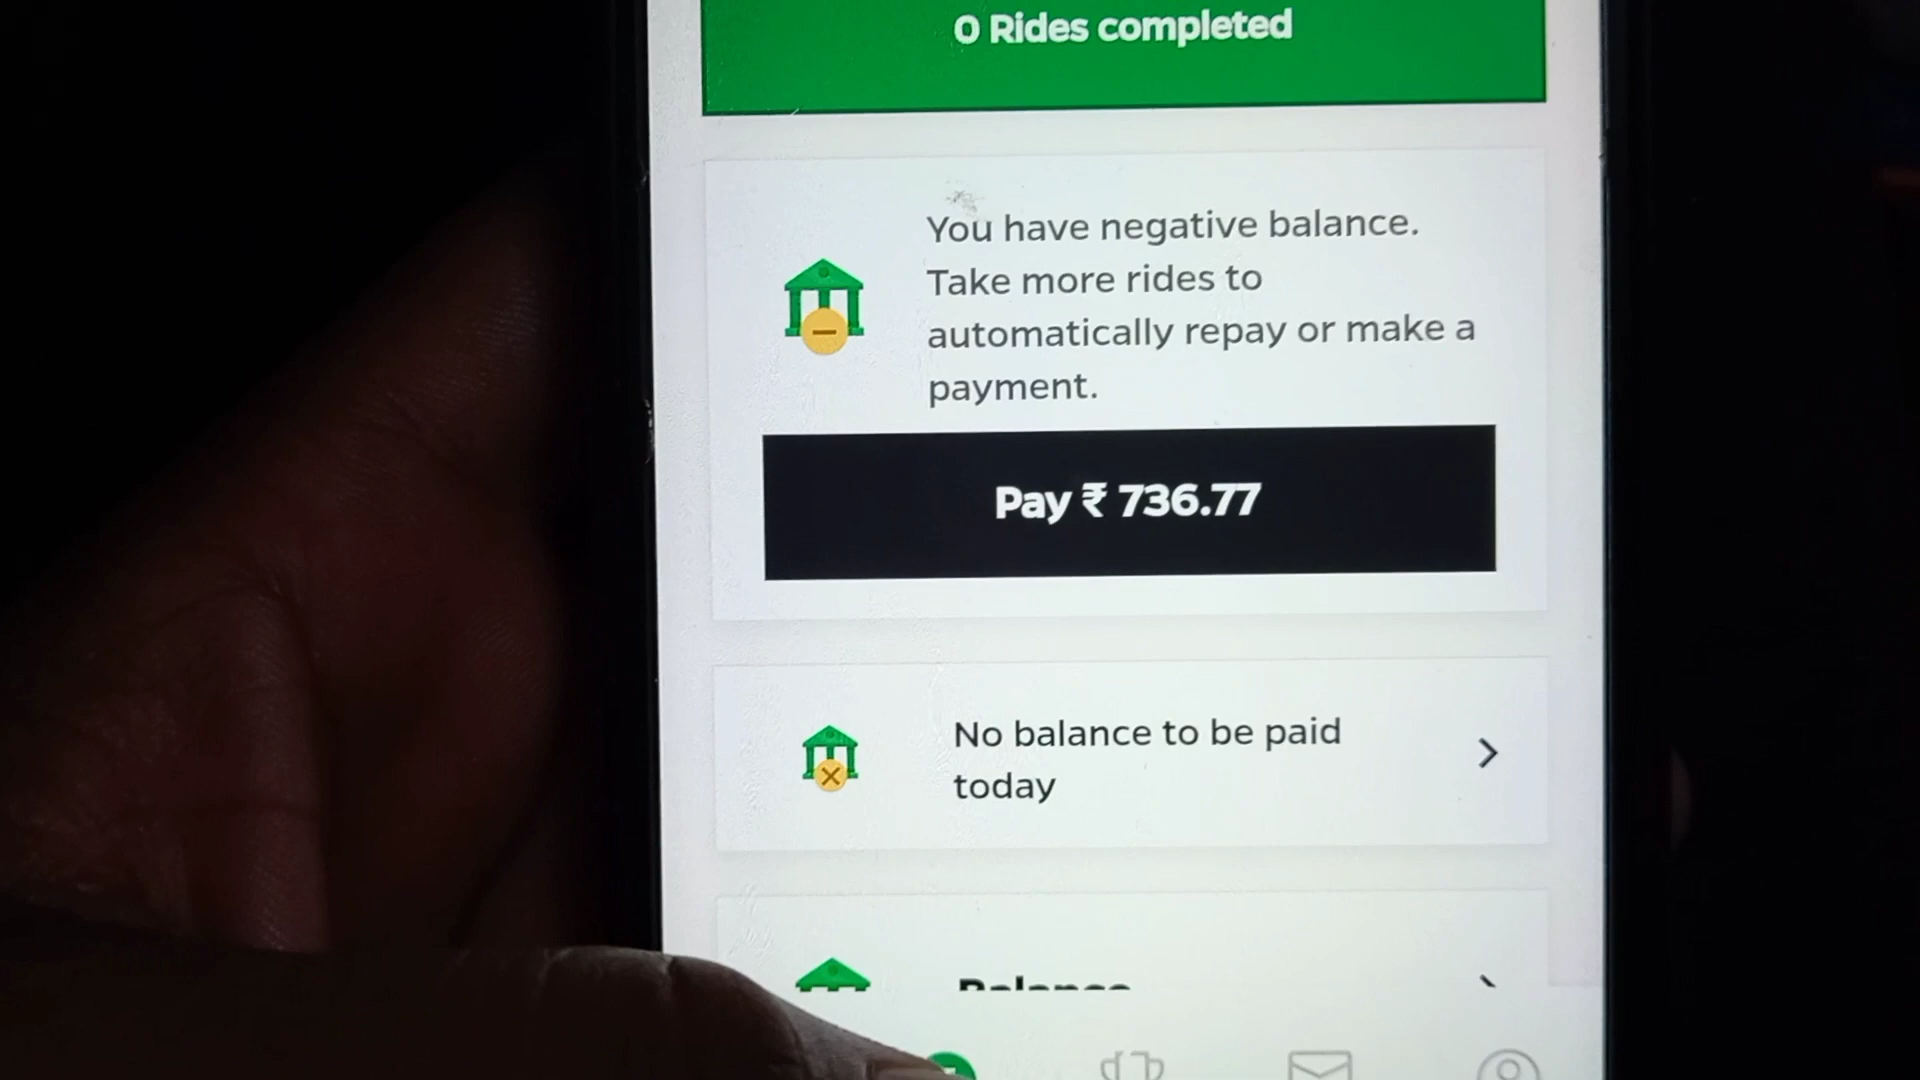 0 Rides completed
You have negative balance.
Take more rides to
automatically repay or make a
payment.
Pay ₹ 736.77
No balance to be paid
today
Balance